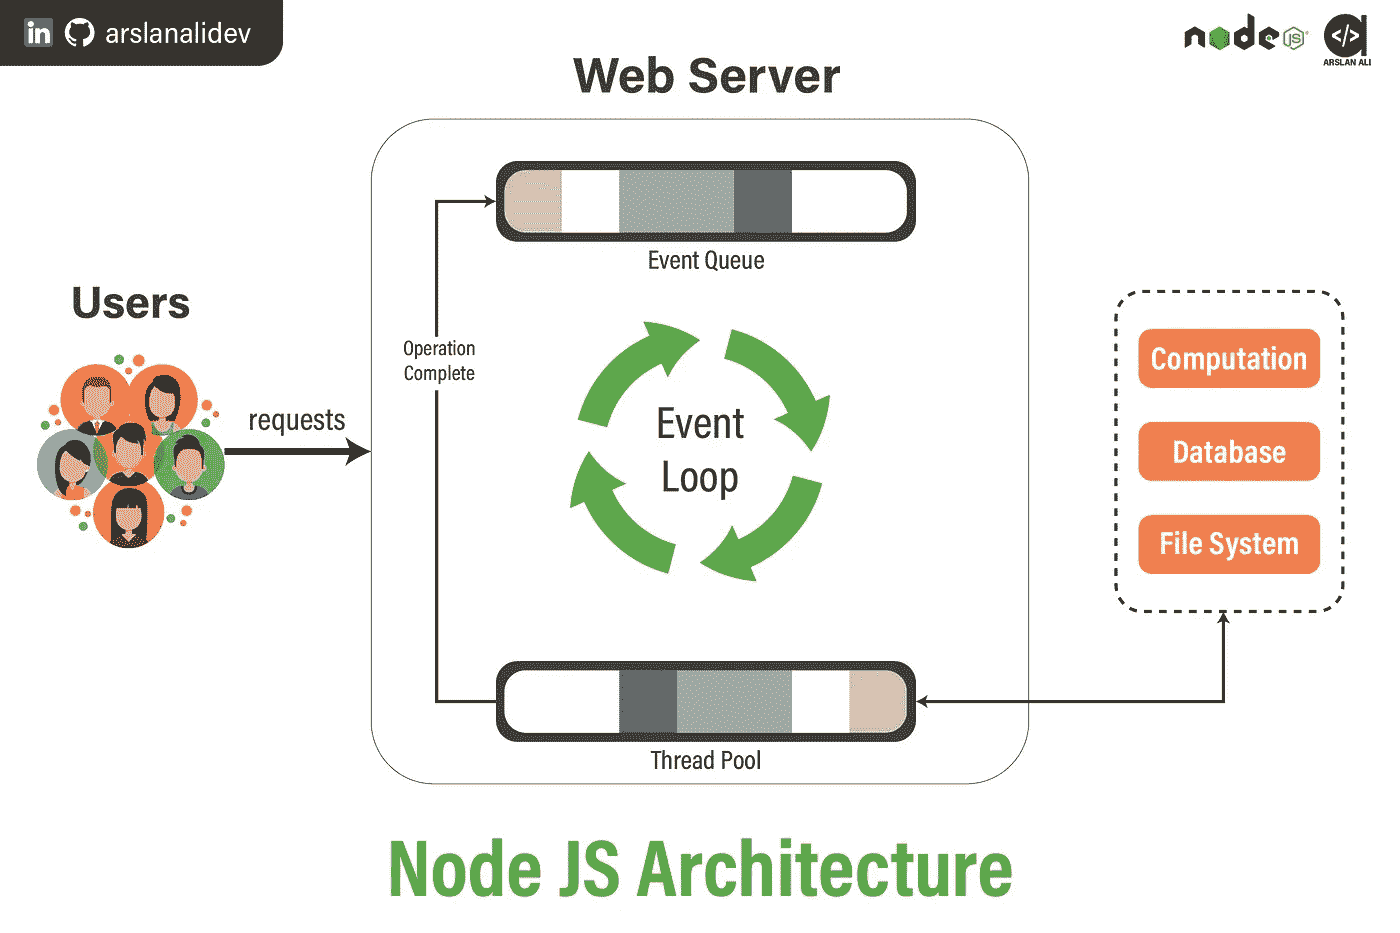 in arslanalidev
node JS
</>
ARSLAN ALI
Web Server
Event Queue
Users
Operation
Complete
requests
Event
Loop
Computation
Database
File System
Thread Pool
Node JS Architecture